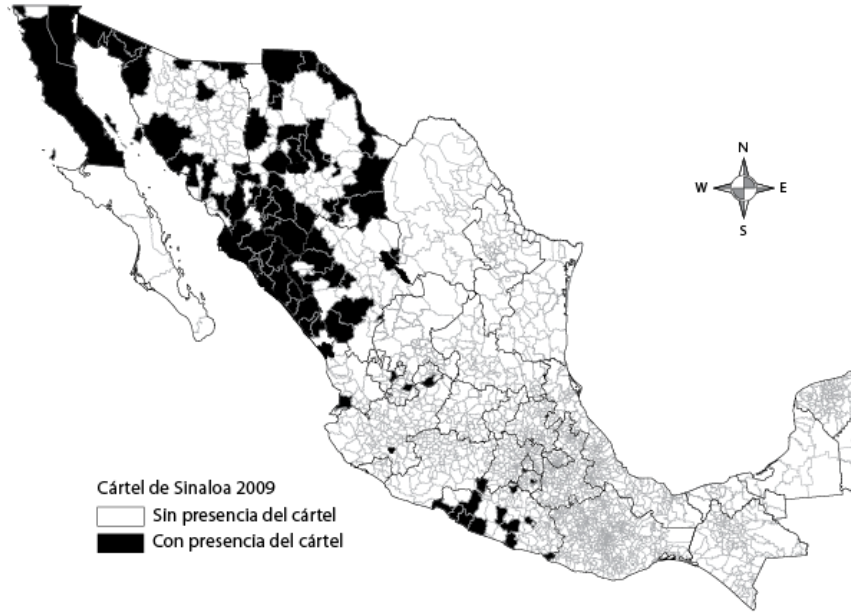 N
W E
S
Cártel de Sinaloa 2009
Sin presencia del cártel
Con presencia del cártel